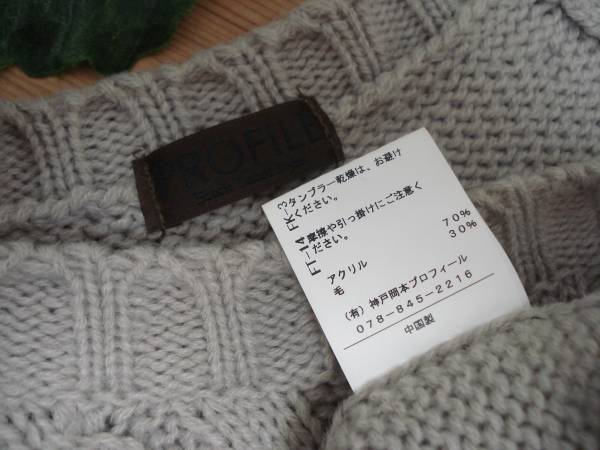 PROFILE
FK-3タンブラー乾燥は、お避け
ください。
FT-14摩擦や引っ掛けにご注意く
ださい。
アクリル 70%
毛 30%
(有)神戸岡本プロフィール
078-845-2216
中国製